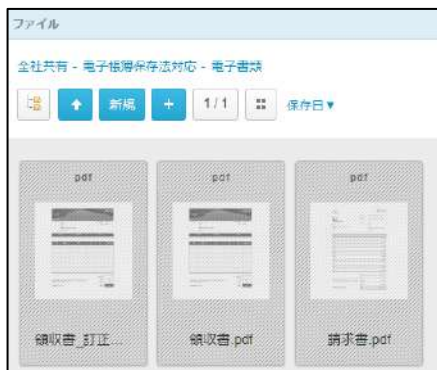 ファイル
全社共有 - 電子帳簿保存法対応 - 電子書類
新規 + 1/1 保存日▼
pdf pdf pdf
領収書_訂正... 領収書.pdf 請求書.pdf